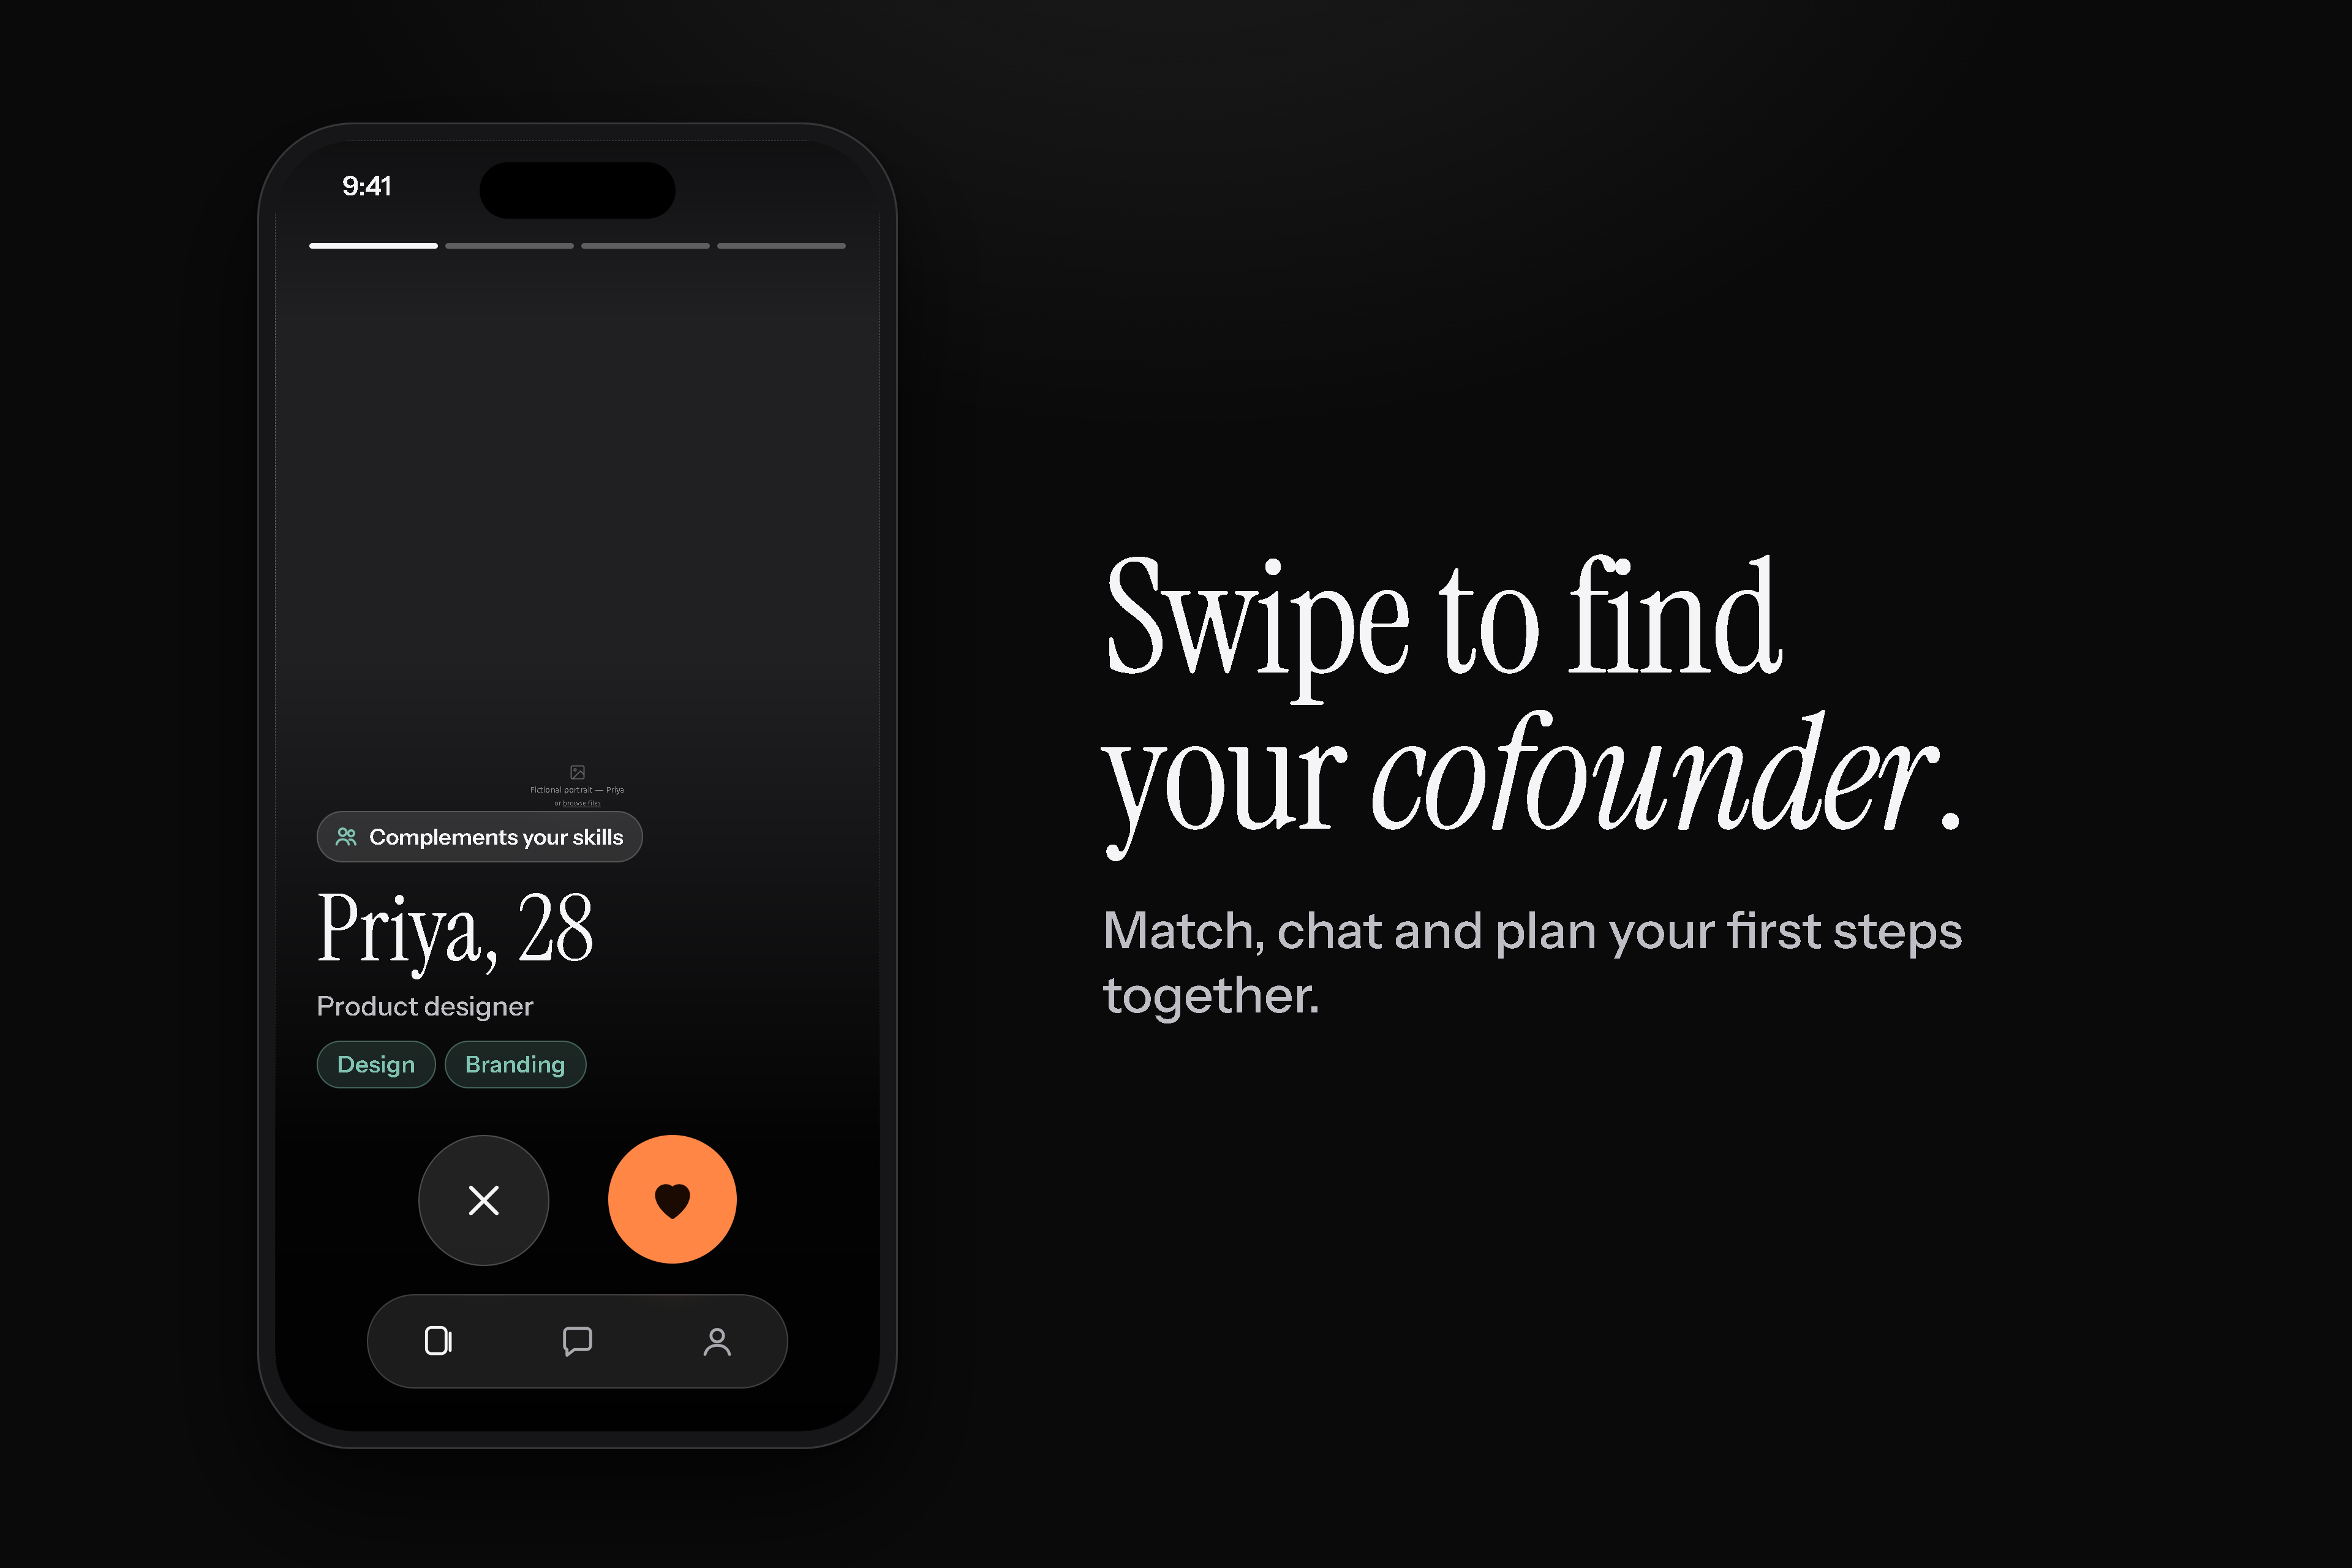 9:41
Fictional portrait — Priya
or browse files
Complements your skills
Priya, 28
Product designer
Design
Branding
Swipe to find
your cofounder.
Match, chat and plan your first steps
together.